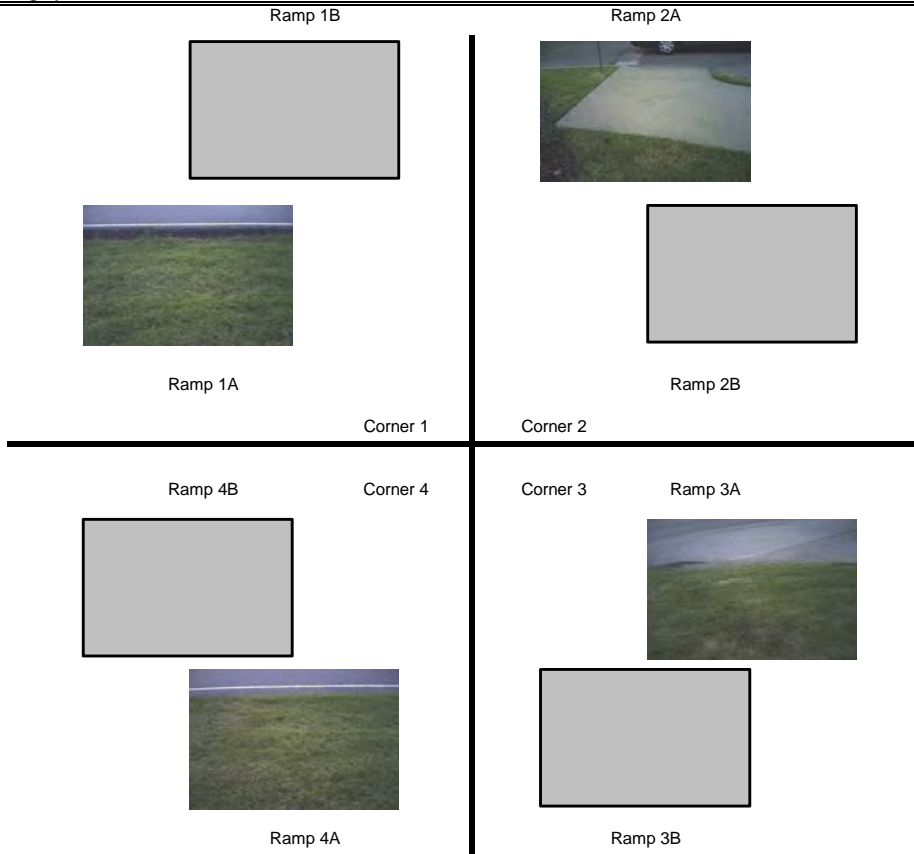 Ramp 1B
Ramp 2A
Ramp 1A
Ramp 2B
Corner 1
Corner 2
Ramp 4B
Corner 4
Corner 3
Ramp 3A
Ramp 4A
Ramp 3B